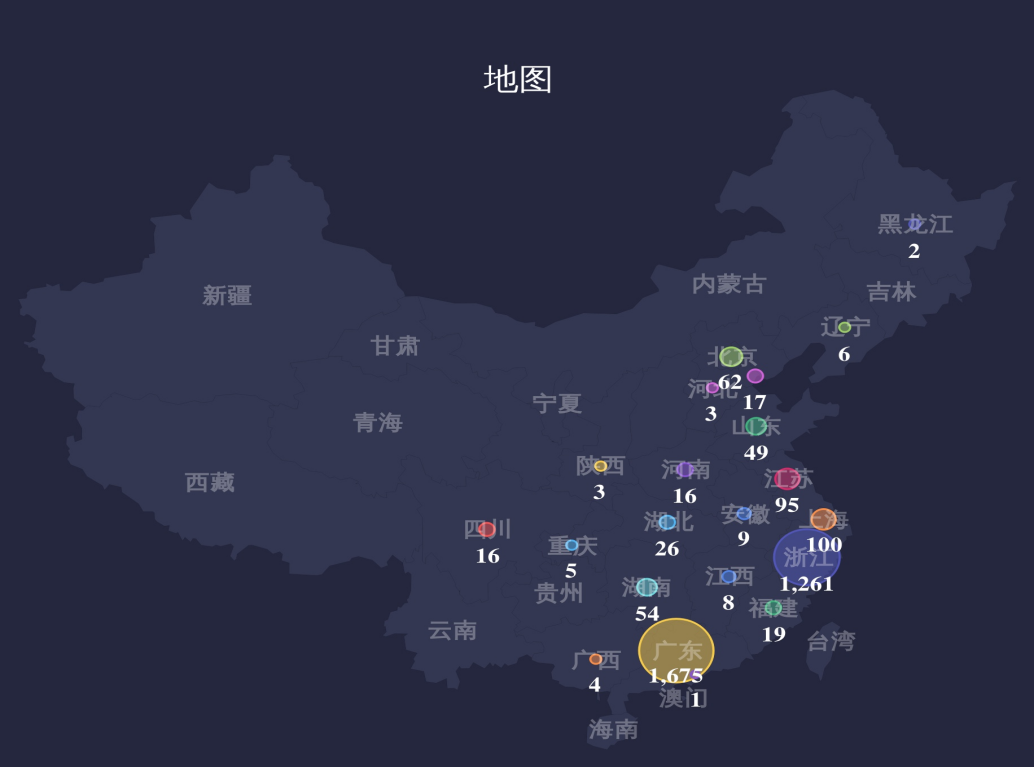 地图
黑龙江
2
内蒙古
吉林
新疆
辽宁
6
甘肃
北京
62
河北
3
17
宁夏
青海
山东
49
陕西
3
河南
16
江苏
95
西藏
四川
16
湖北
26
安徽
9
上海
100
重庆
5
浙江
1,261
贵州
湖南
54
江西
8
福建
19
云南
台湾
广西
4
广东
1,675
澳门
1
海南